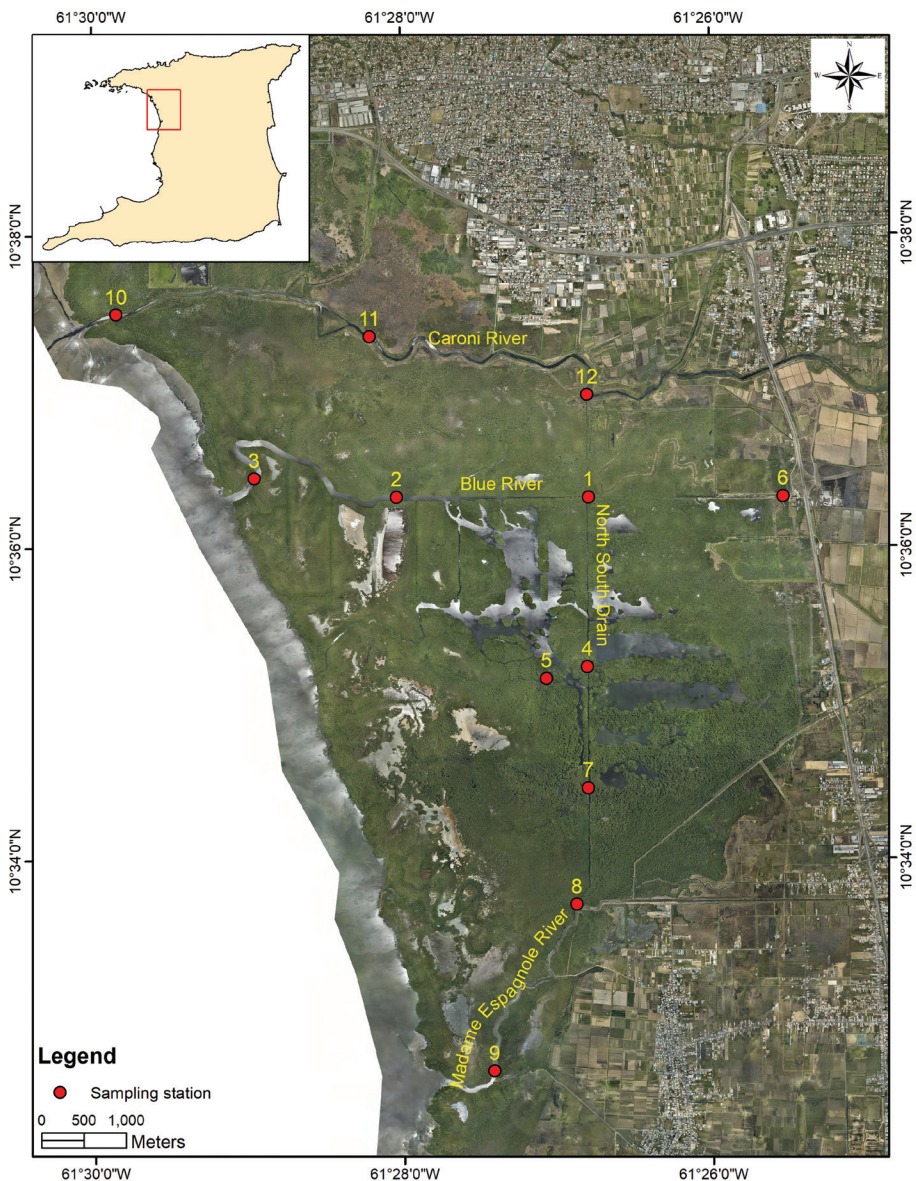 61°30'0"W
61°28'0"W
61°26'0"W
N
W
E
S
10°38'0"N
10°38'0"N
10
11
Caroni River
12
3
2
Blue River
1
6
North South Drain
10°36'0"N
10°36'0"N
5
4
7
10°34'0"N
10°34'0"N
8
Madame Espagnole River
9
Legend
Sampling station
0 500 1,000
Meters
61°30'0"W
61°28'0"W
61°26'0"W